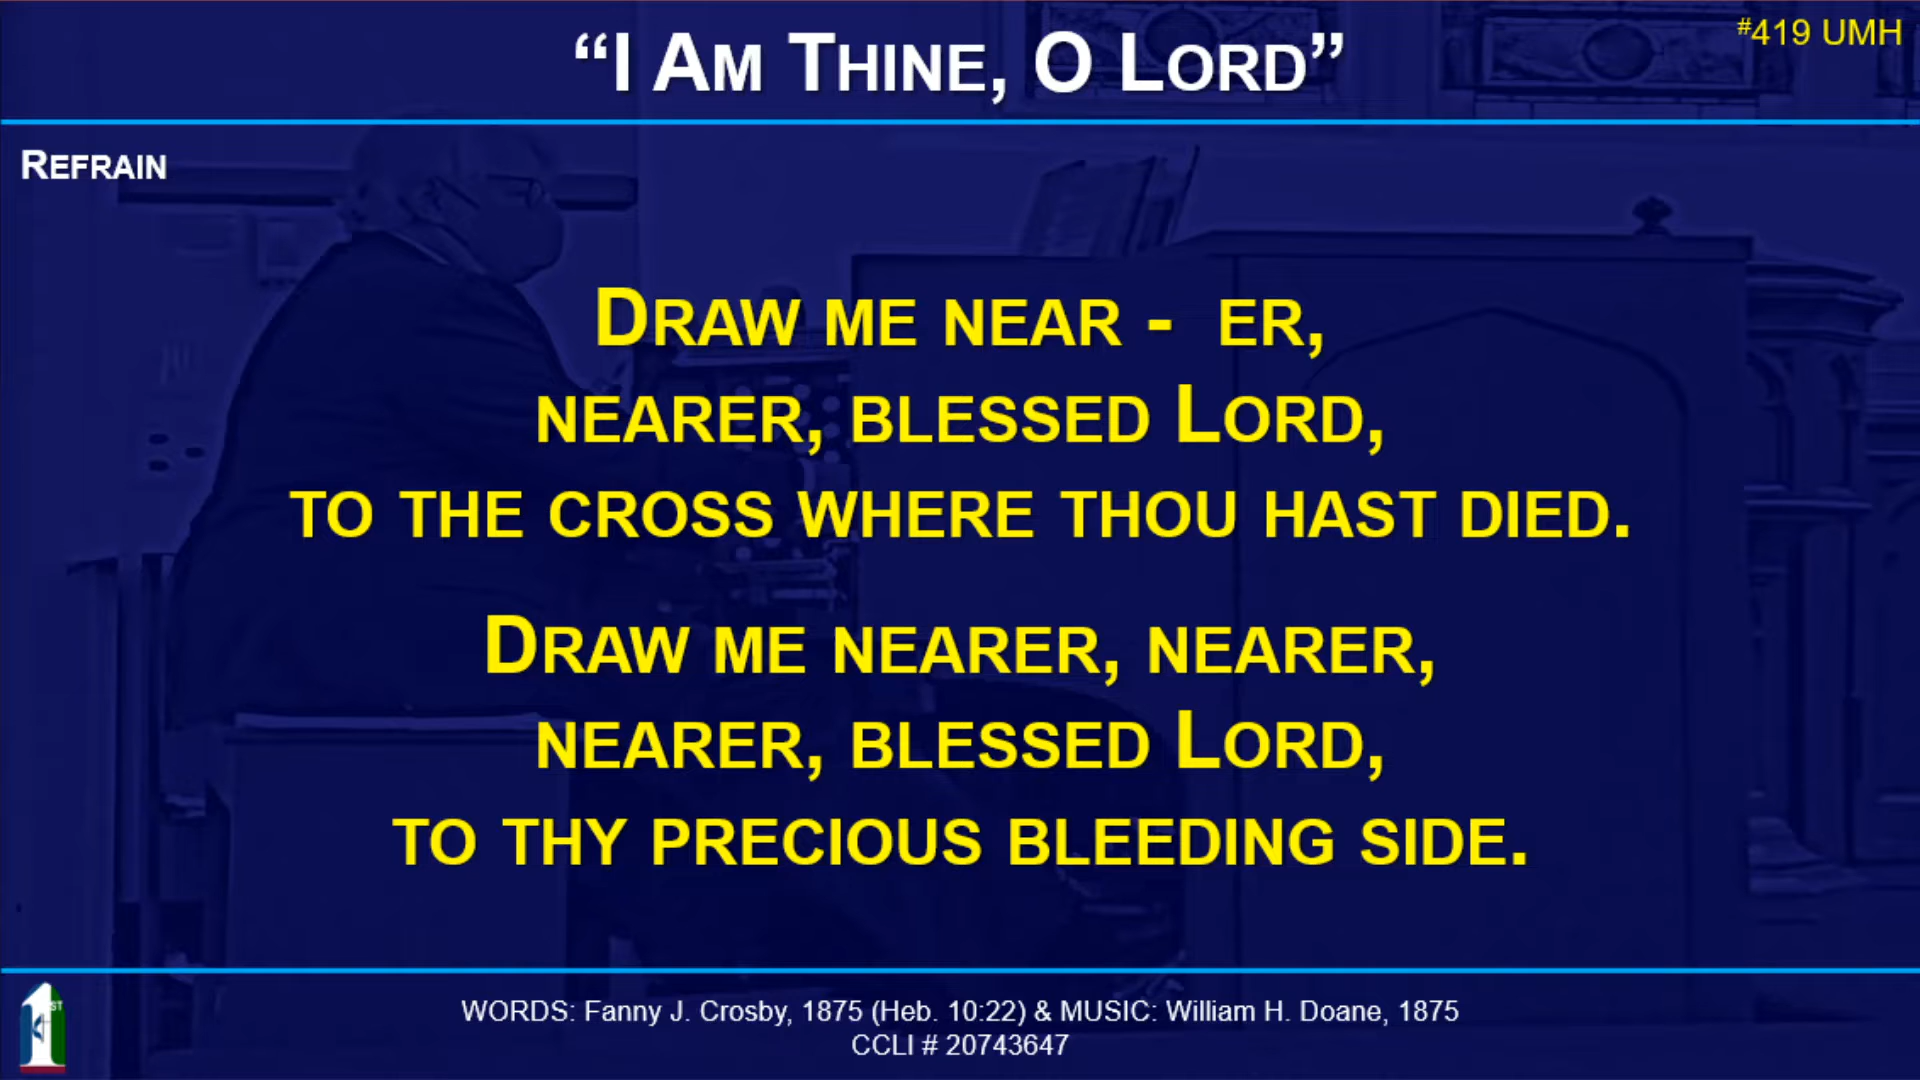 “I Am Thine, O Lord”
#419 UMH
Refrain
Draw me near - er,
nearer, blessed Lord,
to the cross where thou hast died.
Draw me nearer, nearer,
nearer, blessed Lord,
to thy precious bleeding side.
1ST
WORDS: Fanny J. Crosby, 1875 (Heb. 10:22) & MUSIC: William H. Doane, 1875
CCLI # 20743647